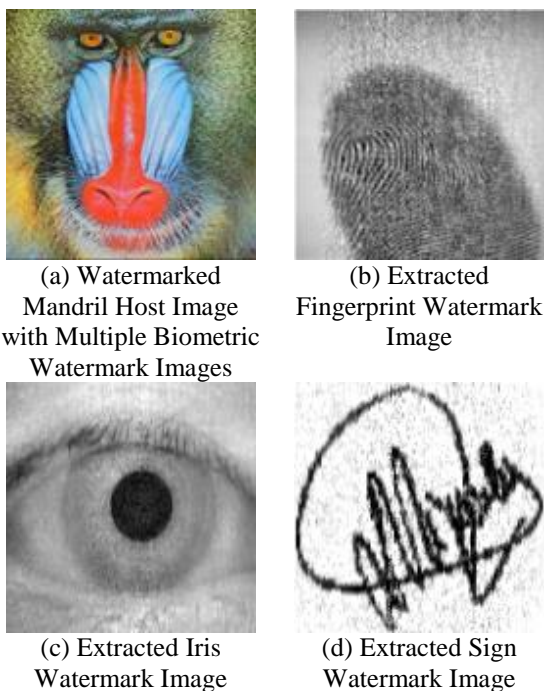 (a) Watermarked
Mandril Host Image
with Multiple Biometric
Watermark Images
(b) Extracted
Fingerprint Watermark
Image
(c) Extracted Iris
Watermark Image
(d) Extracted Sign
Watermark Image